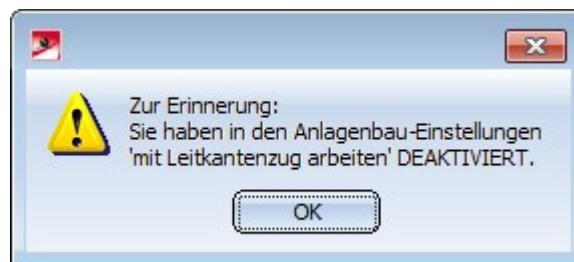 Zur Erinnerung:
Sie haben in den Anlagenbau-Einstellungen
'mit Leitkantenzug arbeiten' DEAKTIVIERT.
OK